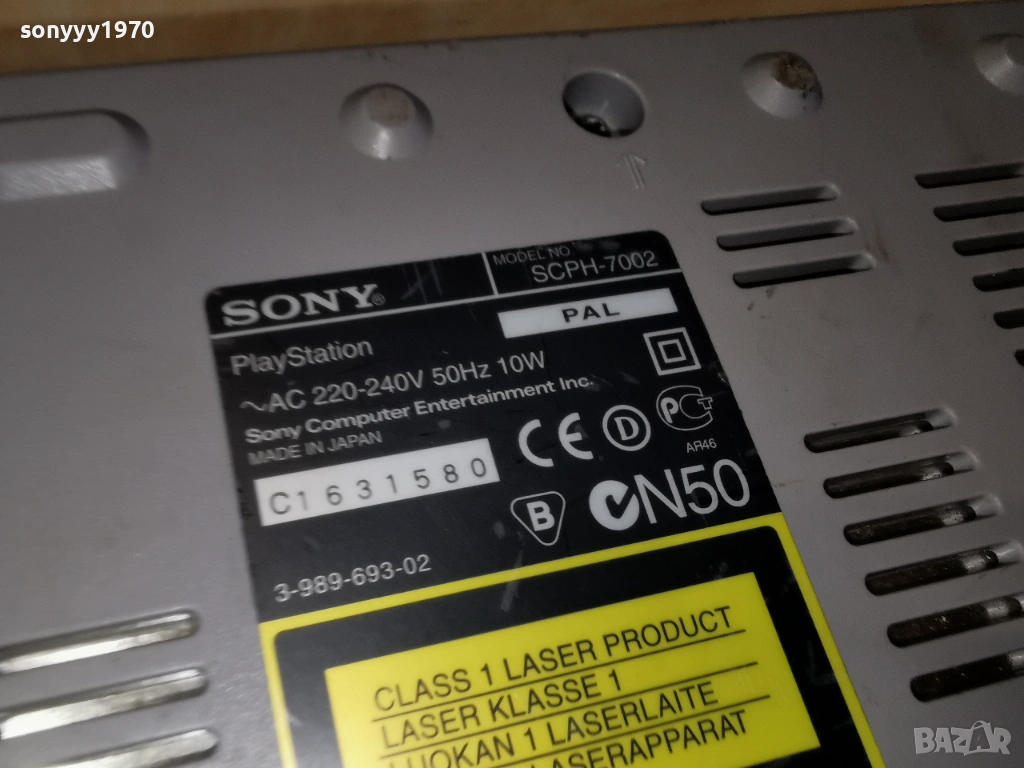 sonyyy1970
SONY®
MODEL NO.
SCPH-7002
PAL
PlayStation
~AC 220-240V 50Hz 10W
Sony Computer Entertainment Inc.
MADE IN JAPAN
C1631580
CE D PCT
AR46
B N50
3-989-693-02
CLASS 1 LASER PRODUCT
LASER KLASSE 1
LUOKAN 1 LASERLAITE
LASERAPPARAT
BAZAR